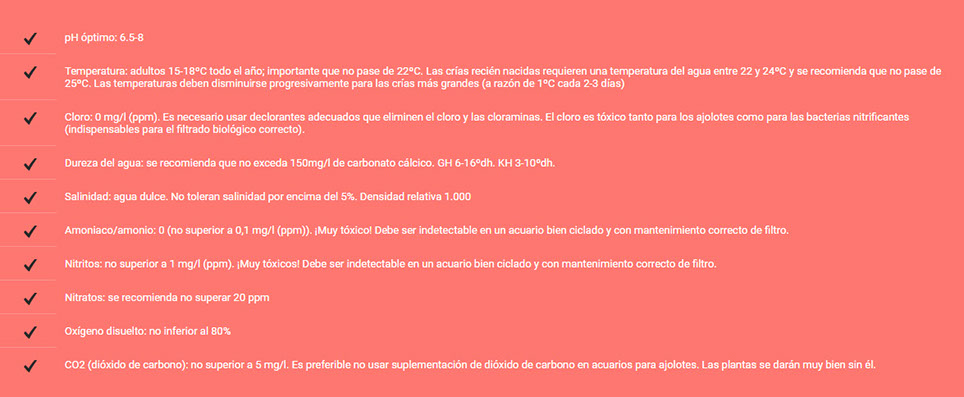 pH óptimo: 6.5-8
Temperatura: adultos 15-18ºC todo el año; importante que no pase de 22ºC. Las crías recién nacidas requieren una temperatura del agua entre 22 y 24ºC y se recomienda que no pase de
25ºC. Las temperaturas deben disminuirse progresivamente para las crías más grandes (a razón de 1ºC cada 2-3 días)
Cloro: 0 mg/l (ppm). Es necesario usar declorantes adecuados que eliminen el cloro y las cloraminas. El cloro es tóxico tanto para los ajolotes como para las bacterias nitrificantes
(indispensables para el filtrado biológico correcto).
Dureza del agua: se recomienda que no exceda 150mg/l de carbonato cálcico. GH 6-16ºdh. KH 3-10ºdh.
Salinidad: agua dulce. No toleran salinidad por encima del 5%. Densidad relativa 1.000
Amoniaco/amonio: 0 (no superior a 0,1 mg/l (ppm)). ¡Muy tóxico! Debe ser indetectable en un acuario bien ciclado y con mantenimiento correcto de filtro.
Nitritos: no superior a 1 mg/l (ppm). ¡Muy tóxicos! Debe ser indetectable en un acuario bien ciclado y con mantenimiento correcto de filtro.
Nitratos: se recomienda no superar 20 ppm
Oxígeno disuelto: no inferior al 80%
CO2 (dióxido de carbono): no superior a 5 mg/l. Es preferible no usar suplementación de dióxido de carbono en acuarios para ajolotes. Las plantas se darán muy bien sin él.